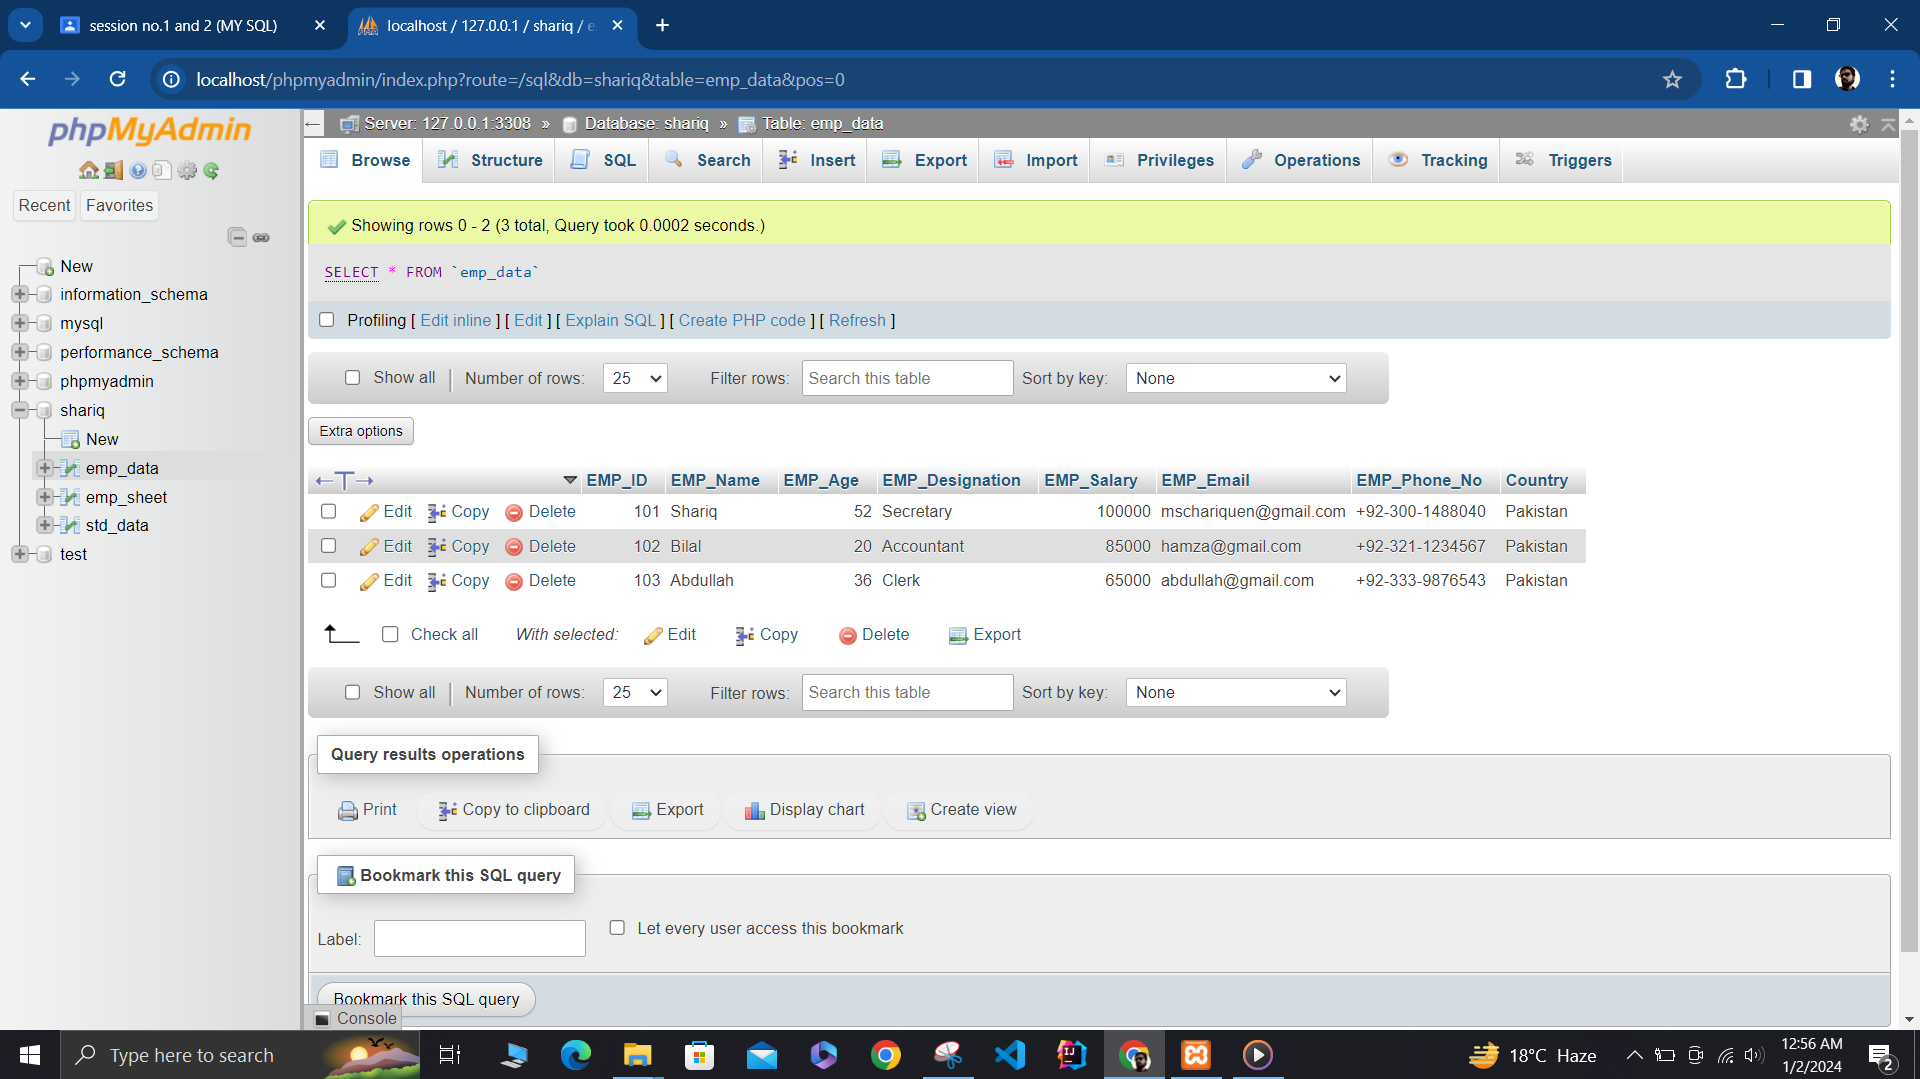 session no.1 and 2 (MY SQL)
localhost / 127.0.0.1 / shariq / e
localhost/phpmyadmin/index.php?route=/sql&db=shariq&table=emp_data&pos=0
phpMyAdmin
Recent Favorites
New
information_schema
mysql
performance_schema
phpmyadmin
shariq
New
emp_data
emp_sheet
std_data
test
Server: 127.0.0.1:3308 » Database: shariq » Table: emp_data
Browse Structure SQL Search Insert Export Import Privileges Operations Tracking Triggers
Showing rows 0 - 2 (3 total, Query took 0.0002 seconds.)
SELECT * FROM `emp_data`
Profiling [ Edit inline ] [ Edit ] [ Explain SQL ] [ Create PHP code ] [ Refresh ]
Show all Number of rows: 25 Filter rows: Search this table Sort by key: None
Extra options
EMP_ID EMP_Name EMP_Age EMP_Designation EMP_Salary EMP_Email EMP_Phone_No Country
Edit Copy Delete 101 Shariq 52 Secretary 100000 mschariquen@gmail.com +92-300-1488040 Pakistan
Edit Copy Delete 102 Bilal 20 Accountant 85000 hamza@gmail.com +92-321-1234567 Pakistan
Edit Copy Delete 103 Abdullah 36 Clerk 65000 abdullah@gmail.com +92-333-9876543 Pakistan
Check all With selected: Edit Copy Delete Export
Show all Number of rows: 25 Filter rows: Search this table Sort by key: None
Query results operations
Print Copy to clipboard Export Display chart Create view
Bookmark this SQL query
Label: Let every user access this bookmark
Bookmark this SQL query
Console
Type here to search
18°C Haze
12:56 AM
1/2/2024
2